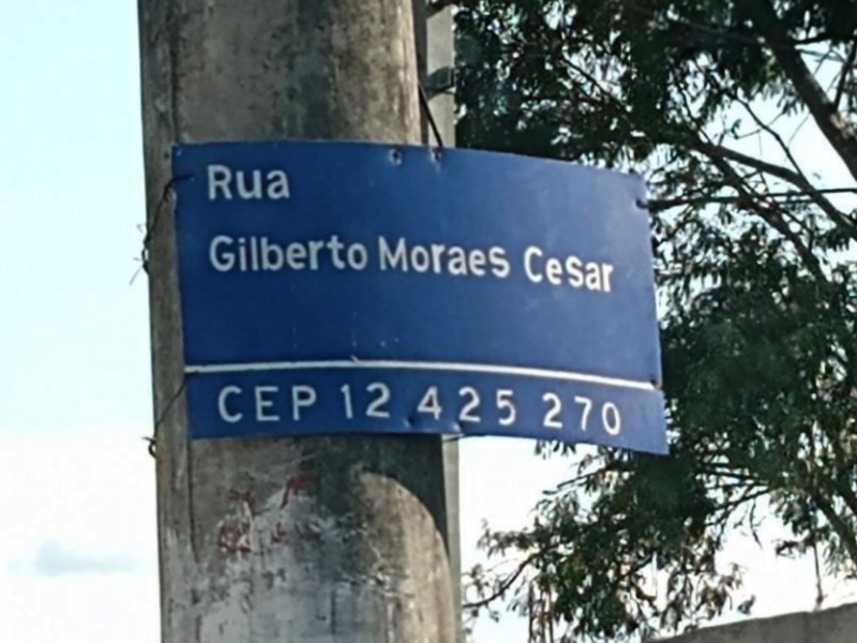 Rua
Gilberto Moraes Cesar
CEP 12 425 270